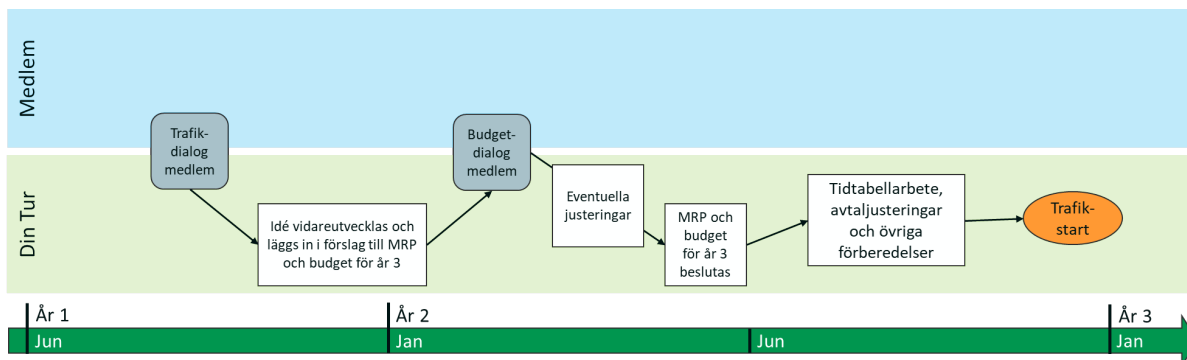 Medlem
Din Tur
Trafik-
dialog
medlem
Idé vidareutvecklas och
läggs in i förslag till MRP
och budget för år 3
Budget-
dialog
medlem
Eventuella
justeringar
MRP och
budget
för år 3
beslutas
Tidtabellarbete,
avtaljusteringar
och övriga
förberedelser
Trafik-
start
År 1
År 2
År 3
Jun
Jan
Jun
Jan